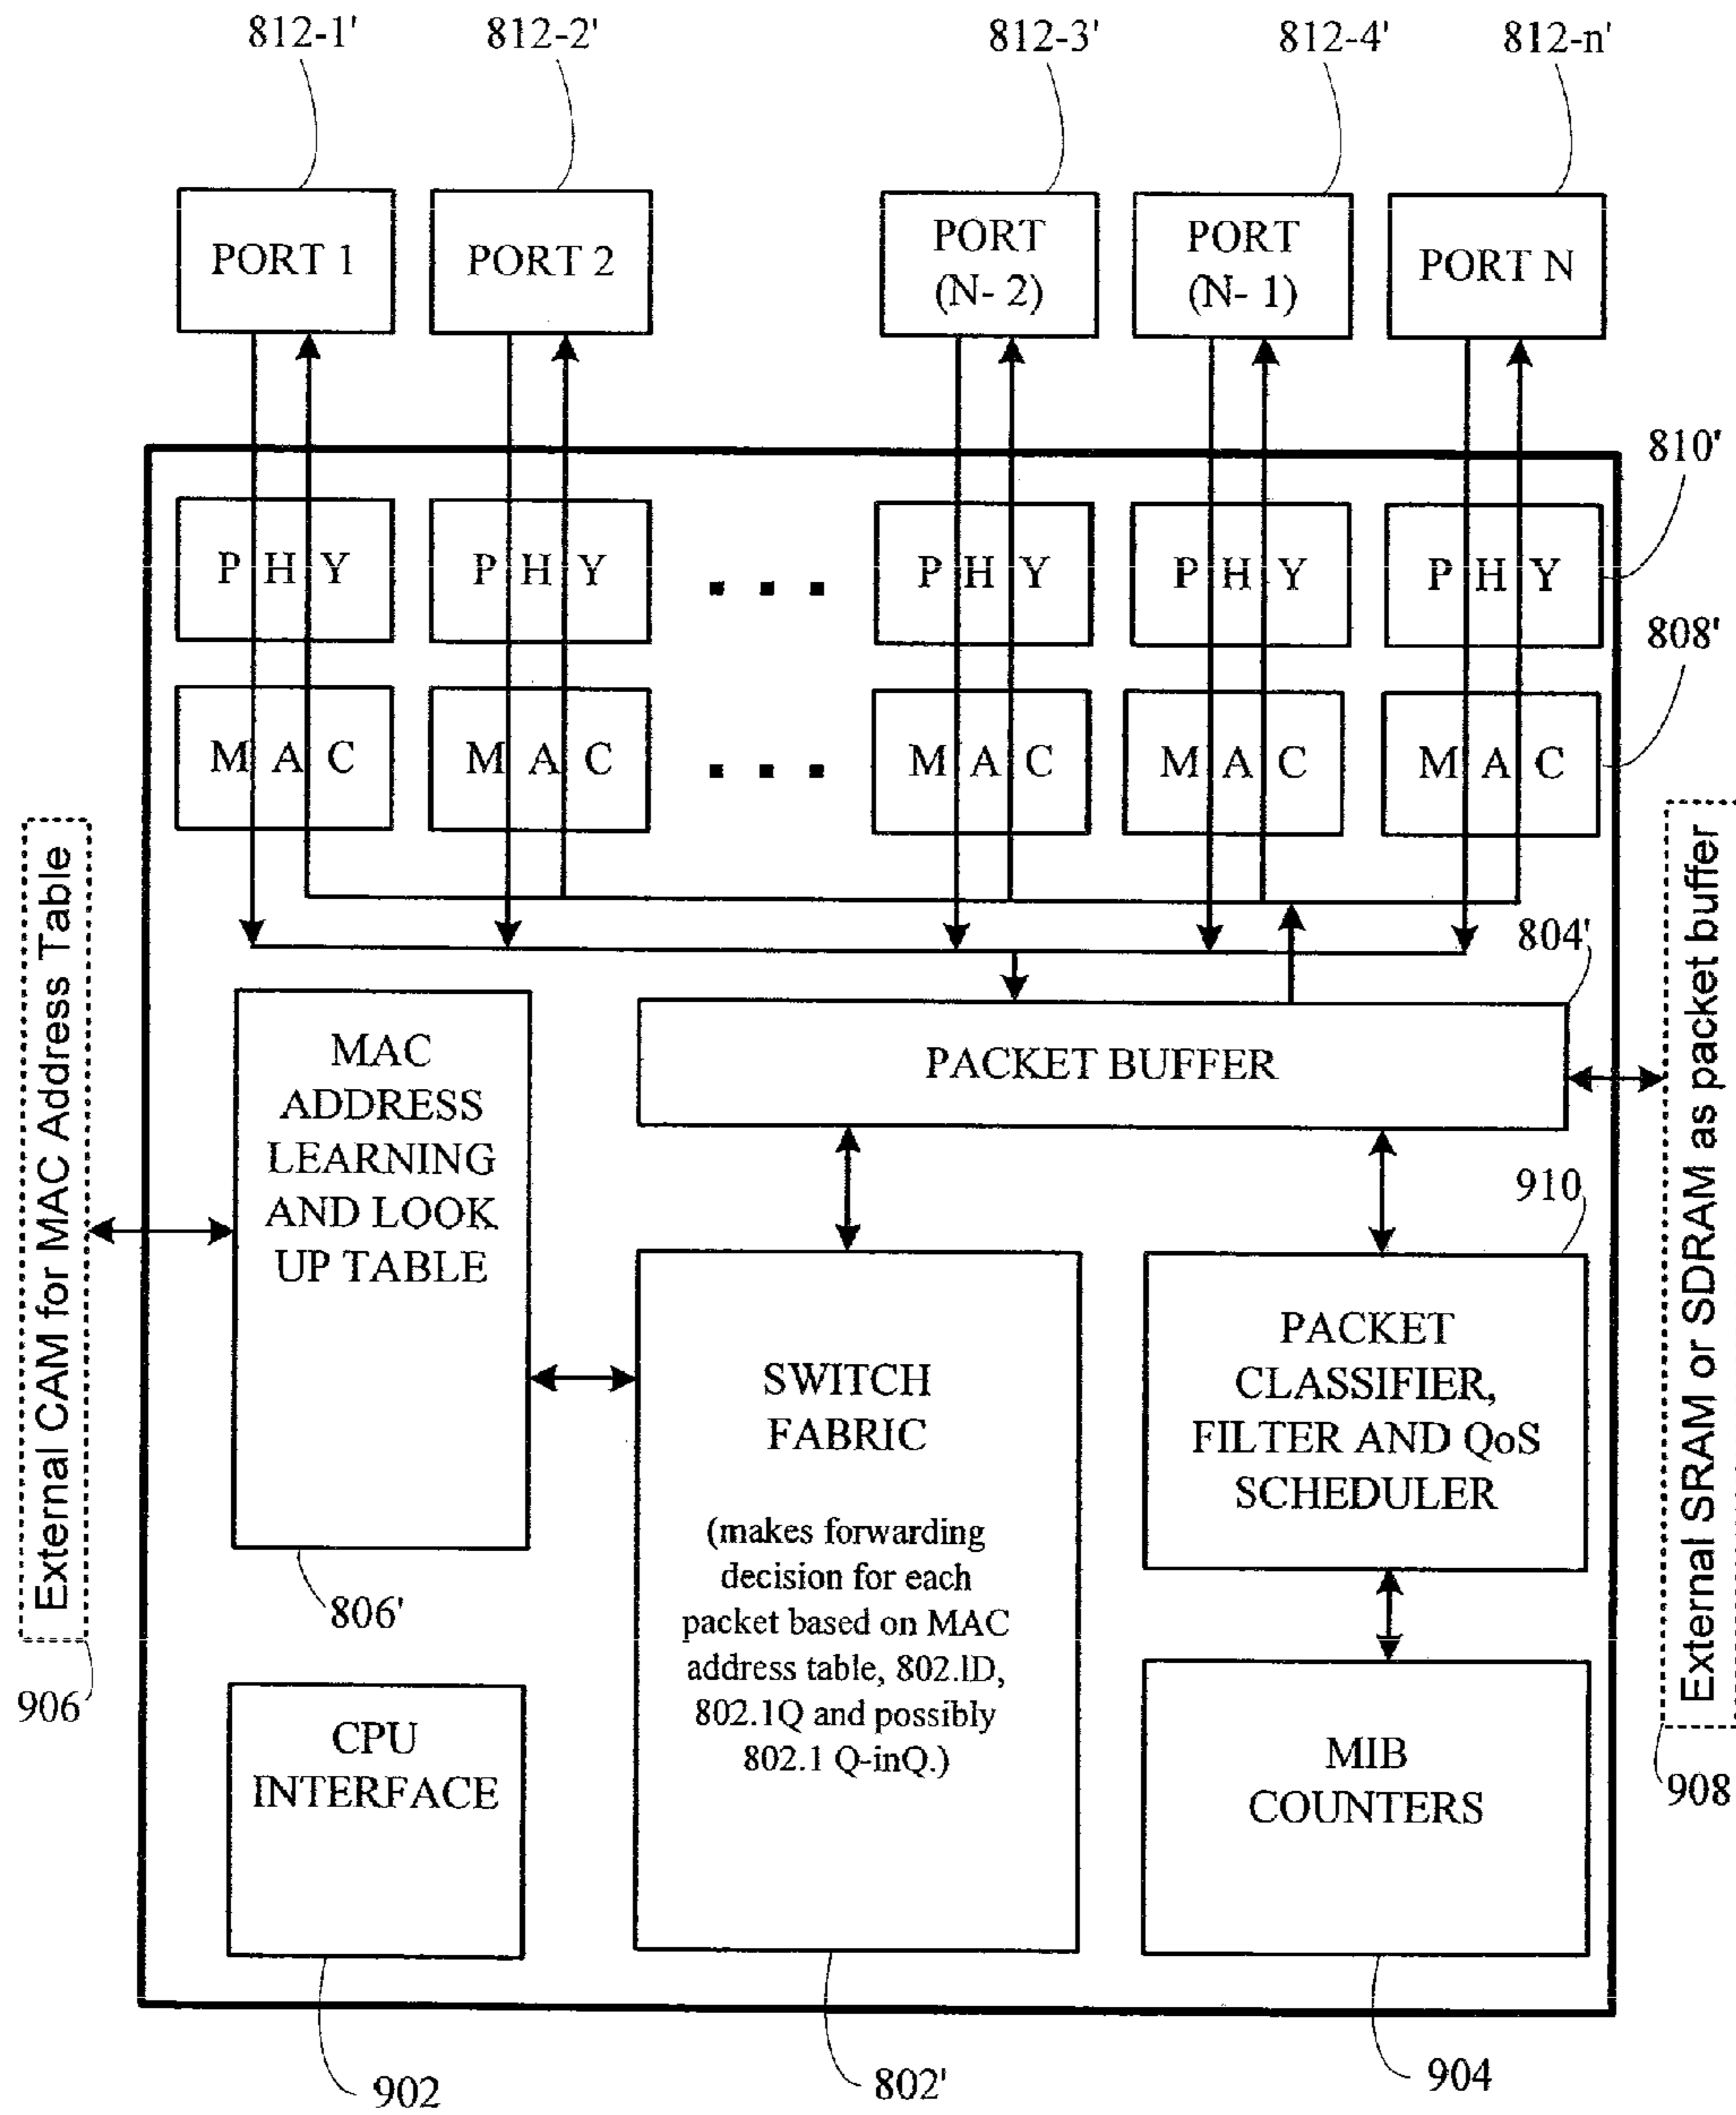 812-1'
812-2'
812-3'
812-4'
812-n'
PORT 1
PORT 2
PORT
(N- 2)
PORT
(N- 1)
PORT N
810'
P H Y
P H Y
. . .
P H Y
P H Y
P H Y
808'
M A C
M A C
. . .
M A C
M A C
M A C
External CAM for MAC Address Table
External SRAM or SDRAM as packet buffer
804'
MAC
ADDRESS
LEARNING
AND LOOK
UP TABLE
PACKET BUFFER
910
SWITCH
FABRIC
(makes forwarding
decision for each
packet based on MAC
address table, 802.lD,
802.1Q and possibly
802.1 Q-inQ.)
PACKET
CLASSIFIER,
FILTER AND QoS
SCHEDULER
806'
906
CPU
INTERFACE
MIB
COUNTERS
908
902
802'
904